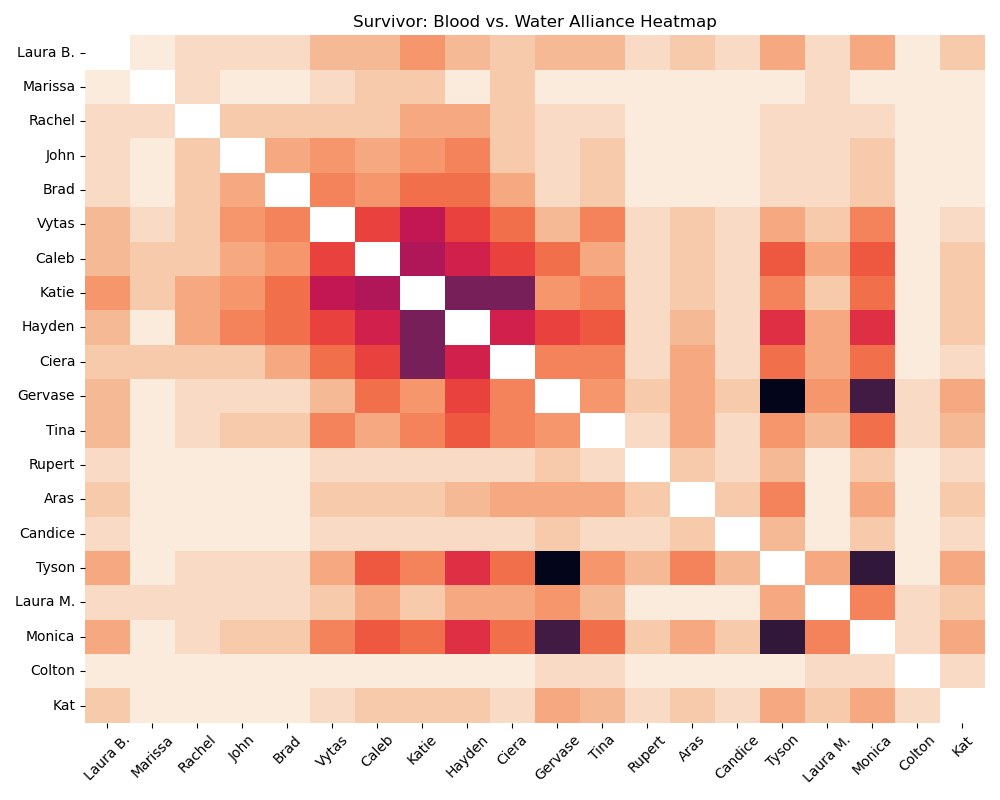 Survivor: Blood vs. Water Alliance Heatmap
Laura B.
Marissa
Rachel
John
Brad
Vytas
Caleb
Katie
Hayden
Ciera
Gervase
Tina
Rupert
Aras
Candice
Tyson
Laura M.
Monica
Colton
Kat
Laura B.
Marissa
Rachel
John
Brad
Vytas
Caleb
Katie
Hayden
Ciera
Gervase
Tina
Rupert
Aras
Candice
Tyson
Laura M.
Monica
Colton
Kat